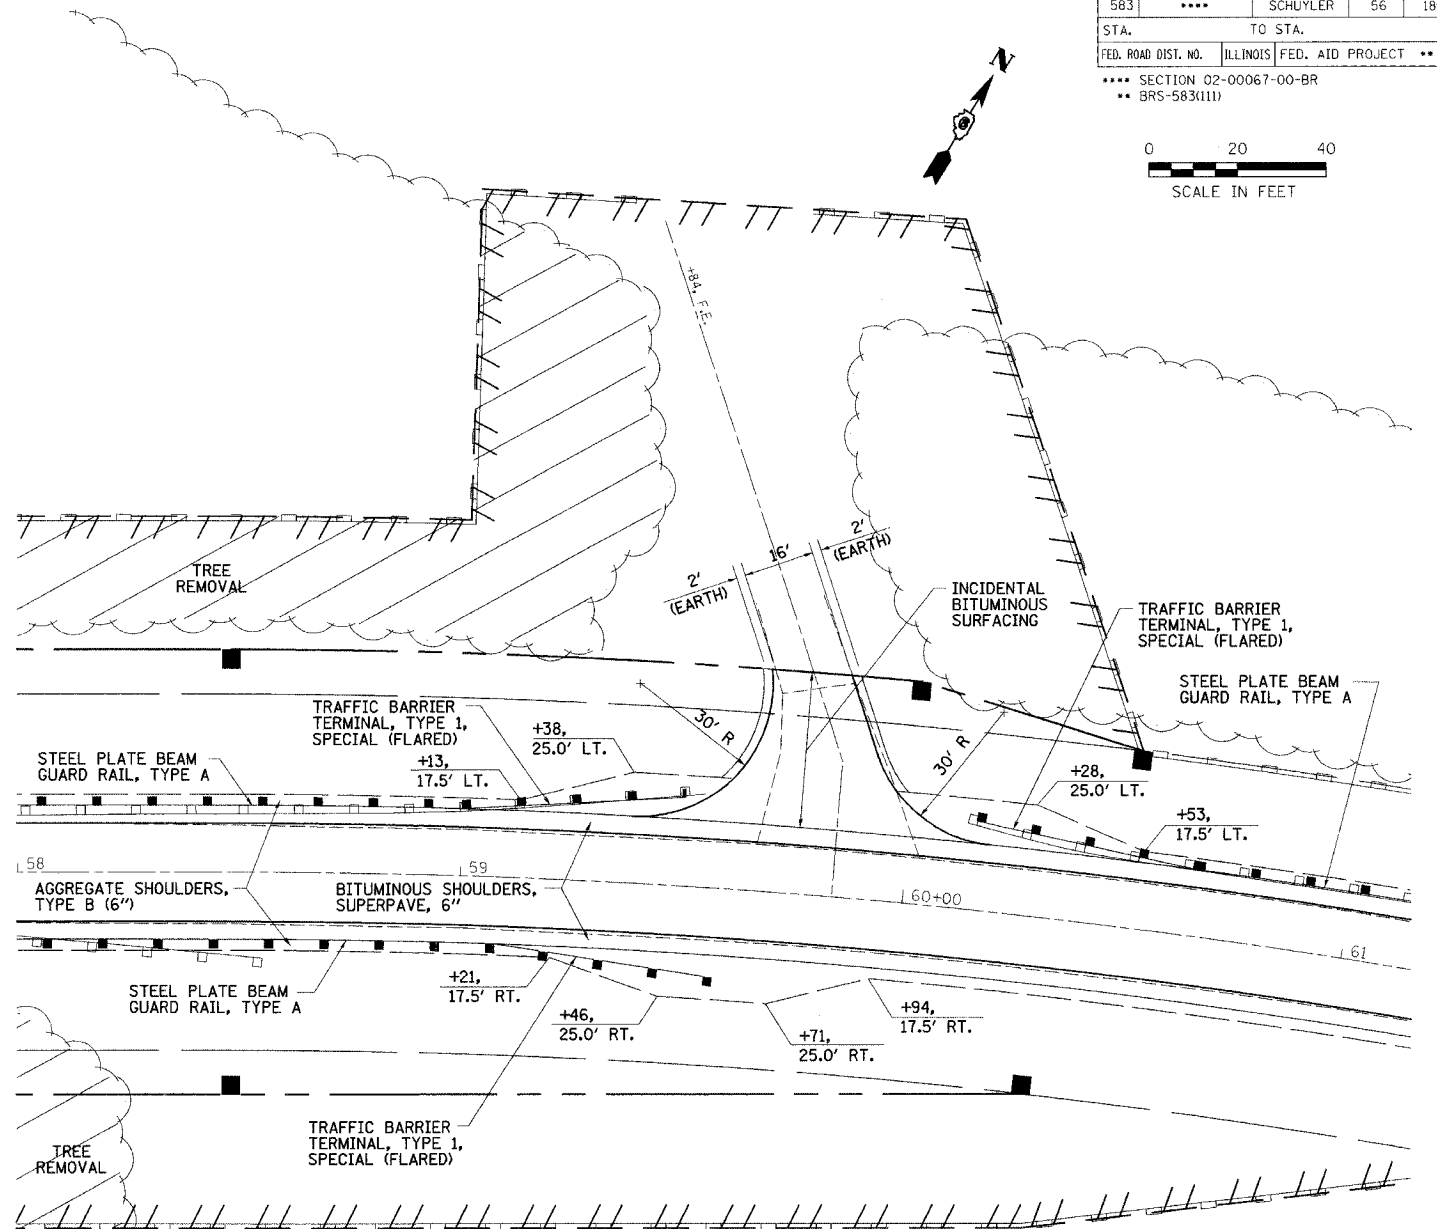 583 **** SCHUYLER 56 18
STA. TO STA.
FED. ROAD DIST. NO. ILLINOIS FED. AID PROJECT **
**** SECTION 02-00067-00-BR
** BRS-583(111)
N
0 20 40
SCALE IN FEET
+84, F.E.
2'
(EARTH)
16'
2'
(EARTH)
TREE
REMOVAL
INCIDENTAL
BITUMINOUS
SURFACING
TRAFFIC BARRIER
TERMINAL, TYPE 1,
SPECIAL (FLARED)
STEEL PLATE BEAM
GUARD RAIL, TYPE A
TRAFFIC BARRIER
TERMINAL, TYPE 1,
SPECIAL (FLARED)
+38,
25.0' LT.
30' R
30' R
STEEL PLATE BEAM
GUARD RAIL, TYPE A
+13,
17.5' LT.
+28,
25.0' LT.
+53,
17.5' LT.
58
59
60+00
61
AGGREGATE SHOULDERS,
TYPE B (6")
BITUMINOUS SHOULDERS,
SUPERPAVE, 6"
STEEL PLATE BEAM
GUARD RAIL, TYPE A
+21,
17.5' RT.
+46,
25.0' RT.
+71,
25.0' RT.
+94,
17.5' RT.
TRAFFIC BARRIER
TERMINAL, TYPE 1,
SPECIAL (FLARED)
TREE
REMOVAL